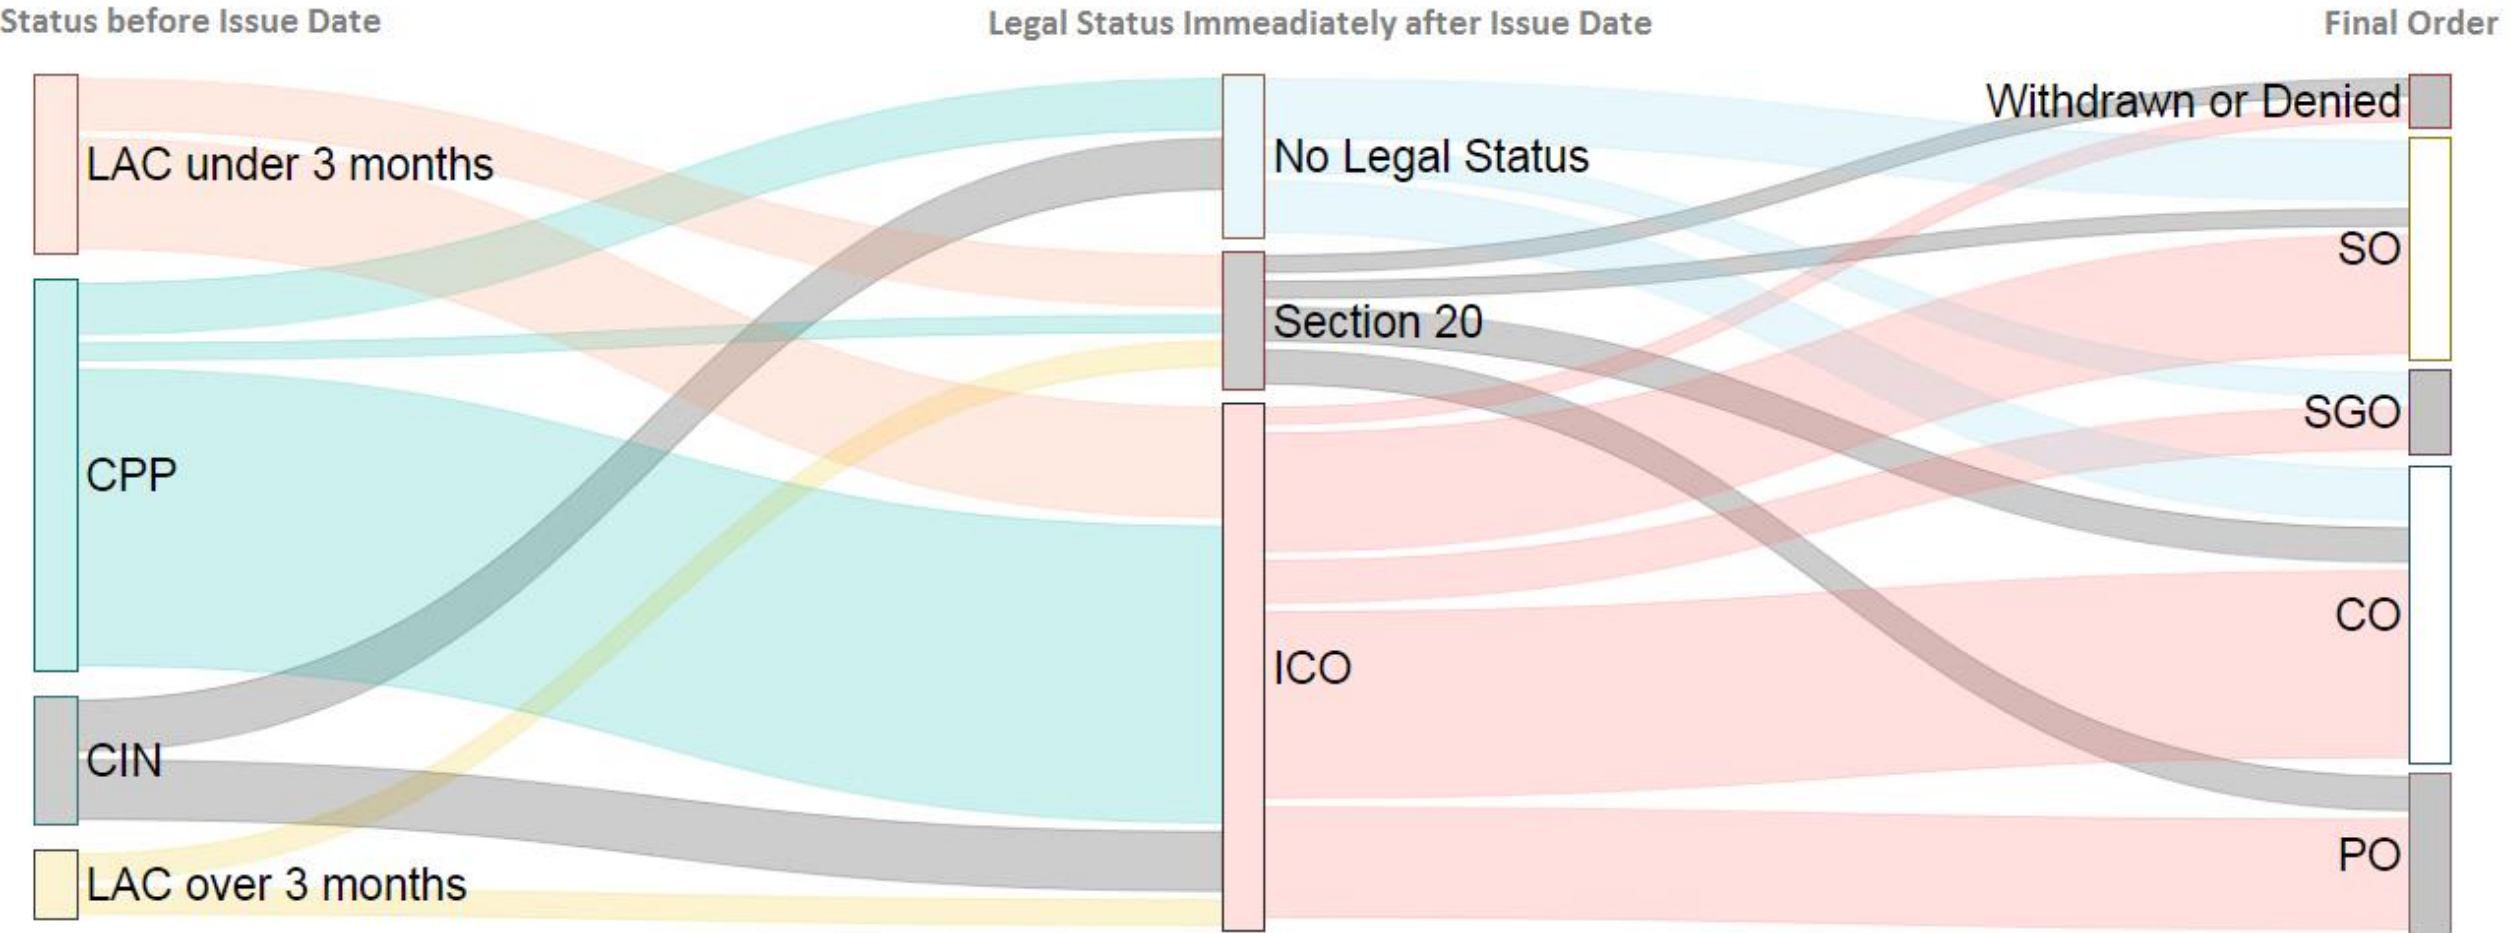 Status before Issue Date
Legal Status Immeadiately after Issue Date
Final Order
LAC under 3 months
CPP
CIN
LAC over 3 months
No Legal Status
Section 20
ICO
Withdrawn or Denied
SO
SGO
CO
PO